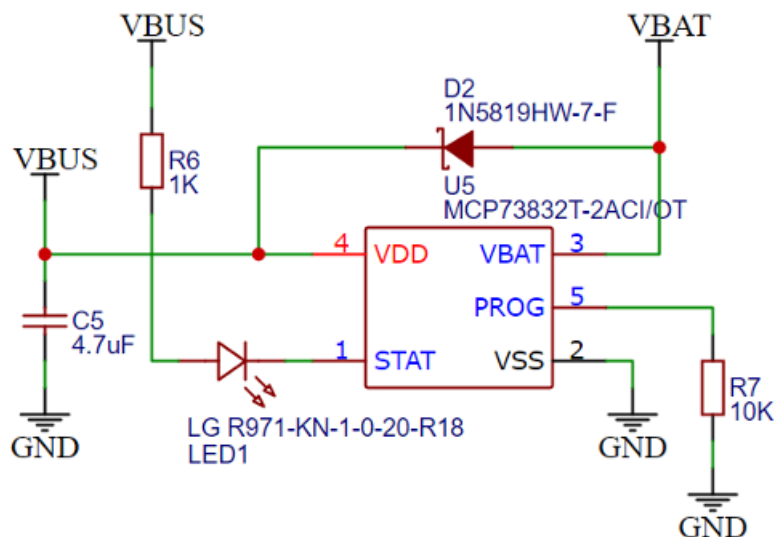 VBUS
VBAT
D2
1N5819HW-7-F
VBUS
R6
1K
U5
MCP73832T-2ACI/OT
4
VDD
VBAT
3
PROG
5
C5
4.7uF
1
STAT
VSS
2
R7
10K
LG R971-KN-1-0-20-R18
LED1
GND
GND
GND